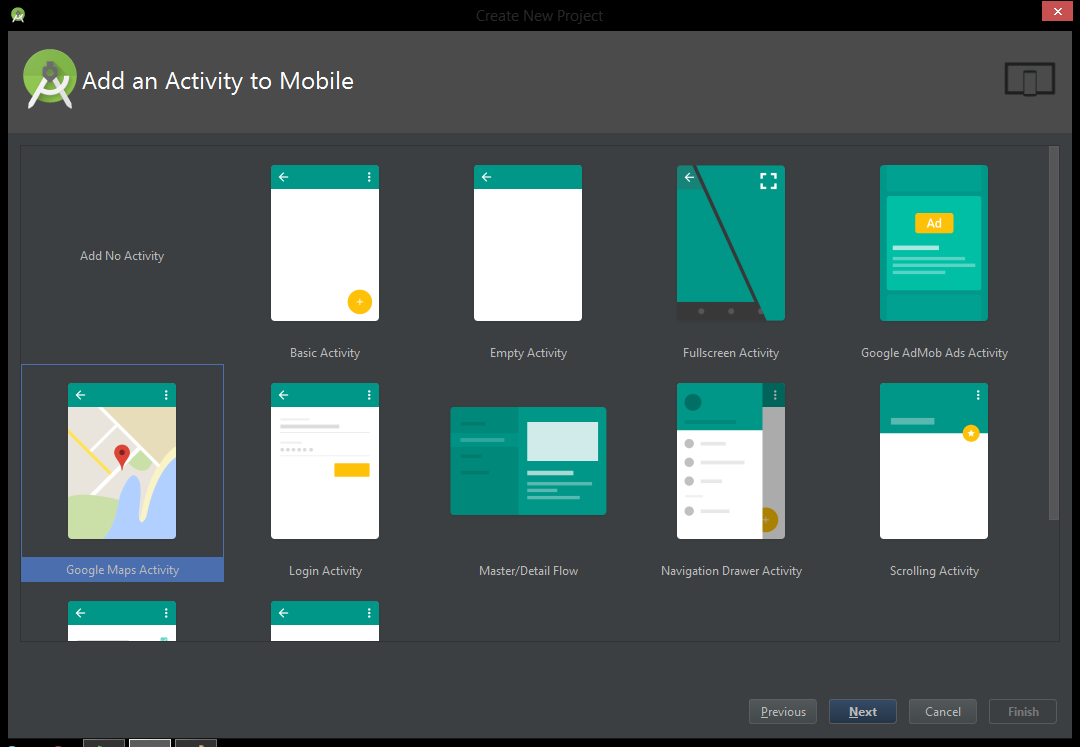 Create New Project
Add an Activity to Mobile
Add No Activity
Basic Activity
Empty Activity
Fullscreen Activity
Ad
Google AdMob Ads Activity
Google Maps Activity
Login Activity
Master/Detail Flow
Navigation Drawer Activity
Scrolling Activity
Previous
Next
Cancel
Finish